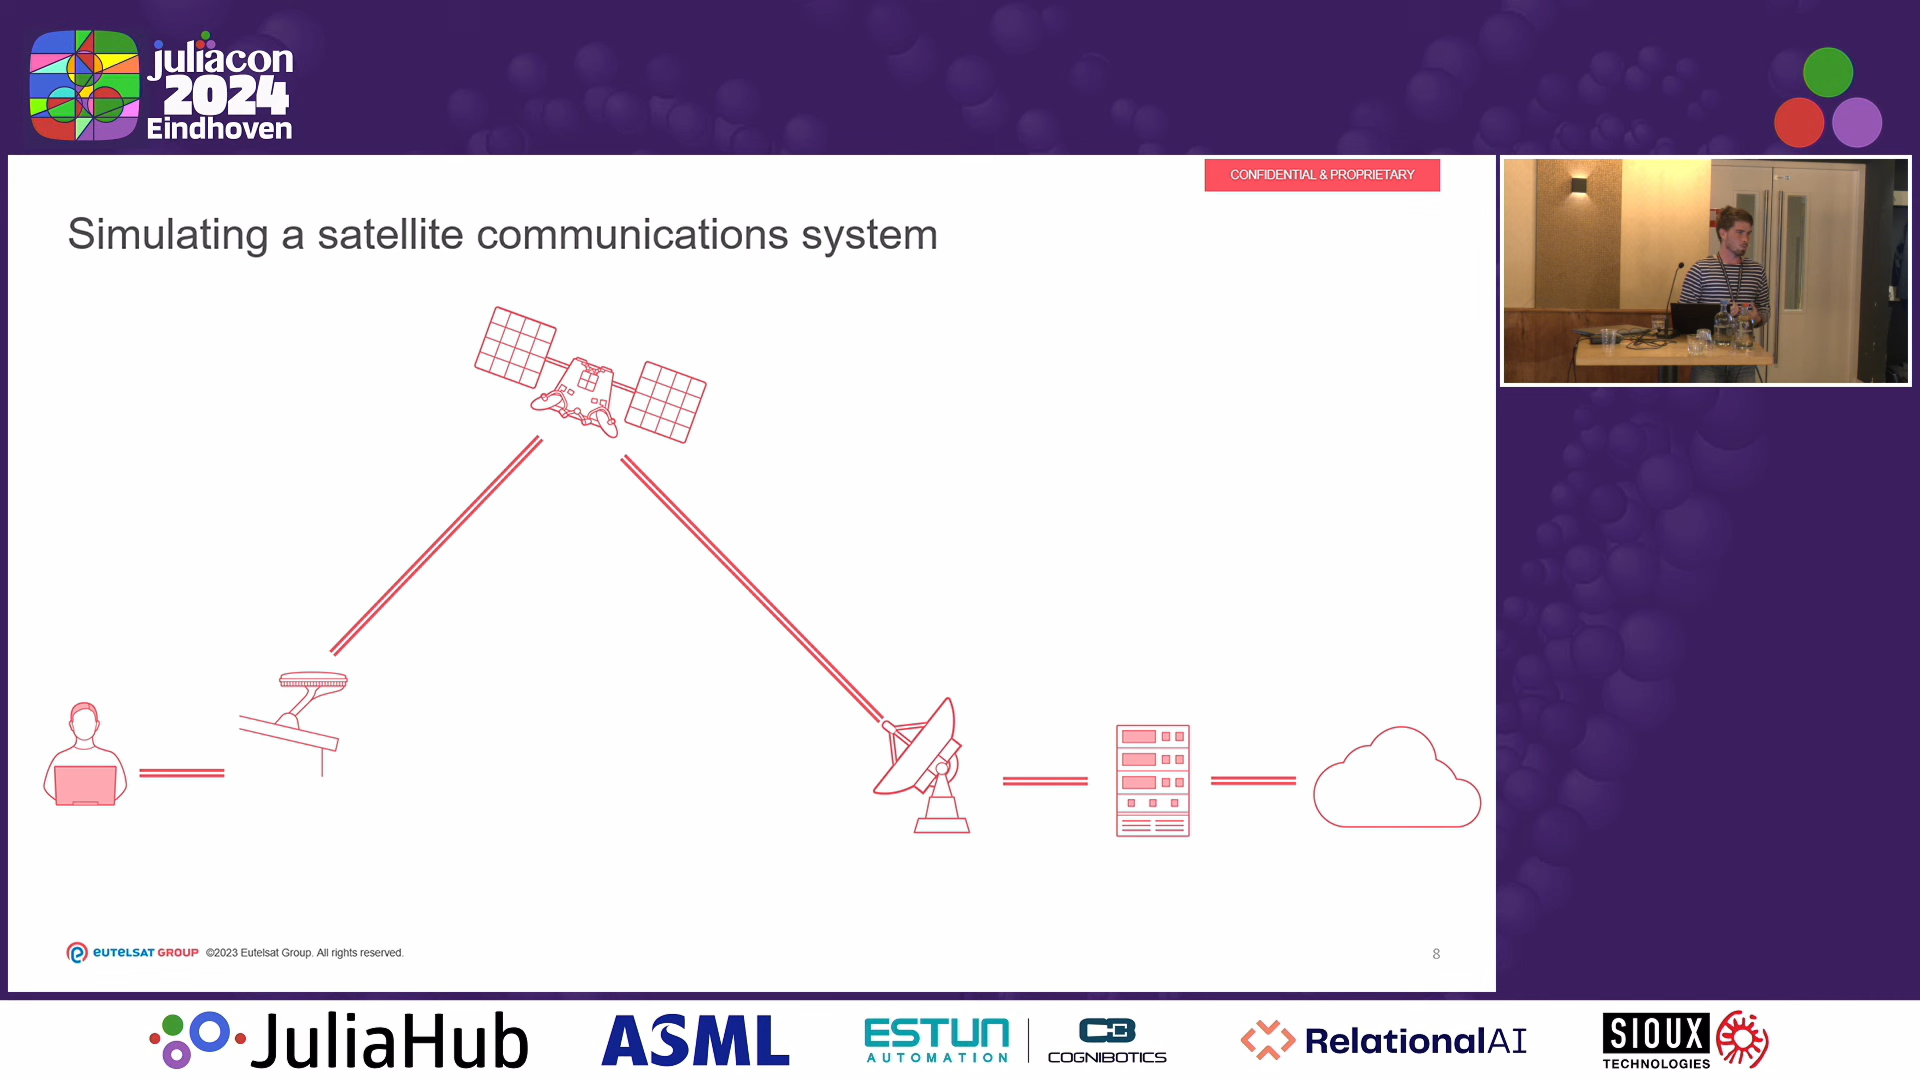 juliacon
2024
Eindhoven
CONFIDENTIAL & PROPRIETARY
Simulating a satellite communications system
eutelsat GROUP ©2023 Eutelsat Group. All rights reserved.
8
JuliaHub
ASML
ESTUN
AUTOMATION
COGNIBOTICS
RelationalAI
SIOUX
TECHNOLOGIES